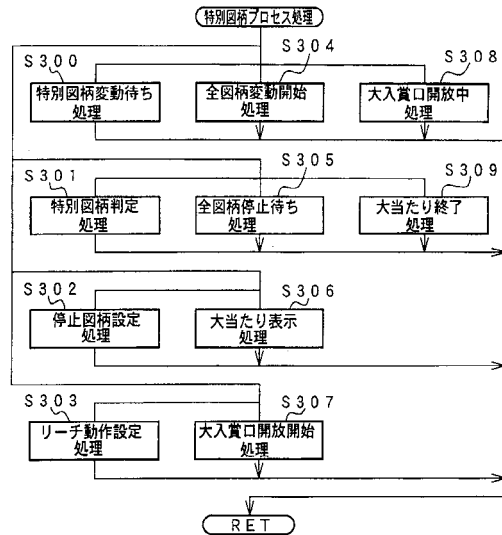 特別図柄プロセス処理
S300
S304
S308
特別図柄変動待ち
処理
全図柄変動開始
処理
大入賞口開放中
処理
S301
S305
S309
特別図柄判定
処理
全図柄停止待ち
処理
大当たり終了
処理
S302
S306
停止図柄設定
処理
大当たり表示
処理
S303
S307
リーチ動作設定
処理
大入賞口開放開始
処理
RET